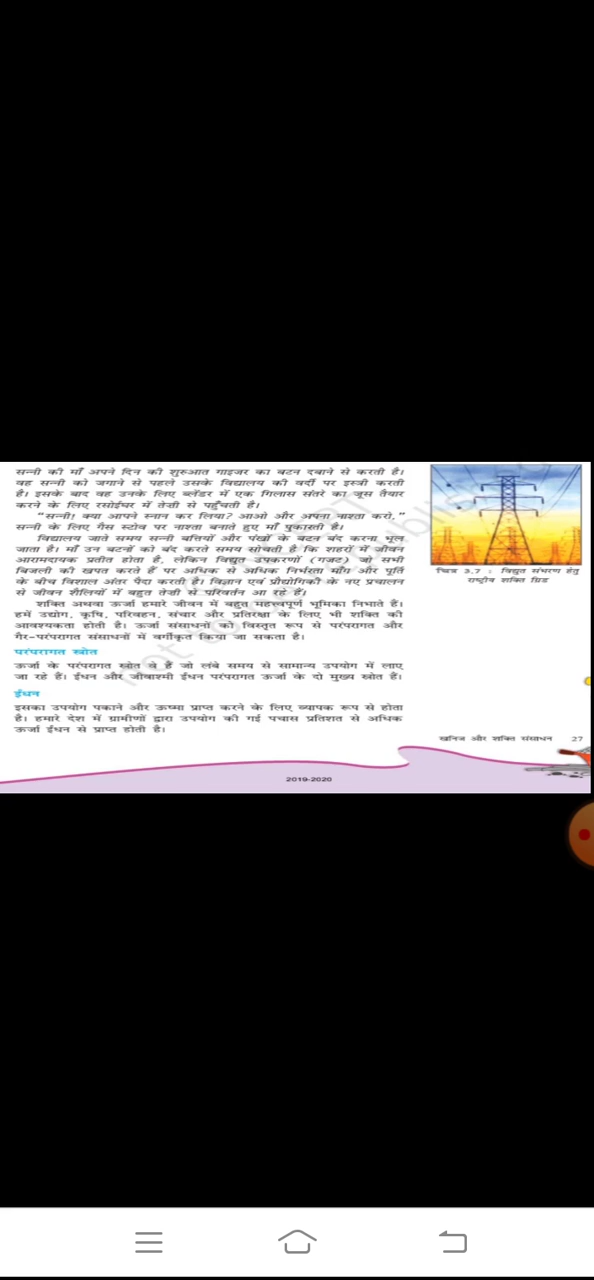 सन्नी की माँ अपने दिन की शुरुआत गाइजर का बटन दबाने से करती है।
वह सन्नी को जगाने से पहले उसके विद्यालय की वर्दी पर इस्त्री करती
है। इसके बाद वह उनके लिए ब्लेंडर में एक गिलास संतरे का जूस तैयार
करने के लिए रसोईघर में तेज़ी से पहुँचती है।
"सन्नी! क्या आपने स्नान कर लिया? आओ और अपना नाश्ता करो,"
सन्नी के लिए गैस स्टोव पर नाश्ता बनाते हुए माँ पुकारती है।
विद्यालय जाते समय सन्नी बत्तियों और पंखों के बटन बंद करना भूल
जाता है। माँ उन बटनों को बंद करते समय सोचती है कि शहरों में जीवन
आरामदायक प्रतीत होता है, लेकिन विद्युत उपकरणों (गजट) जो सभी
बिजली की खपत करते हैं पर अधिक से अधिक निर्भरता माँग और पूर्ति
के बीच विशाल अंतर पैदा करती है। विज्ञान एवं प्रौद्योगिकी के नए प्रचालन
से जीवन शैलियों में बहुत तेजी से परिवर्तन आ रहे हैं।
शक्ति अथवा ऊर्जा हमारे जीवन में बहुत महत्त्वपूर्ण भूमिका निभाते हैं।
हमें उद्योग, कृषि, परिवहन, संचार और प्रतिरक्षा के लिए भी शक्ति की
आवश्यकता होती है। ऊर्जा संसाधनों को विस्तृत रूप से परंपरागत और
गैर-परंपरागत संसाधनों में वर्गीकृत किया जा सकता है।
परंपरागत स्रोत
ऊर्जा के परंपरागत स्रोत वे हैं जो लंबे समय से सामान्य उपयोग में लाए
जा रहे हैं। ईंधन और जीवाश्मी ईंधन परंपरागत ऊर्जा के दो मुख्य स्रोत हैं।
ईंधन
इसका उपयोग पकाने और ऊष्मा प्राप्त करने के लिए व्यापक रूप से होता
है। हमारे देश में ग्रामीणों द्वारा उपयोग की गई पचास प्रतिशत से अधिक
ऊर्जा ईंधन से प्राप्त होती है।
चित्र 3.7 : विद्युत संभरण हेतु
राष्ट्रीय शक्ति ग्रिड
खनिज और शक्ति संसाधन 27
2019-2020